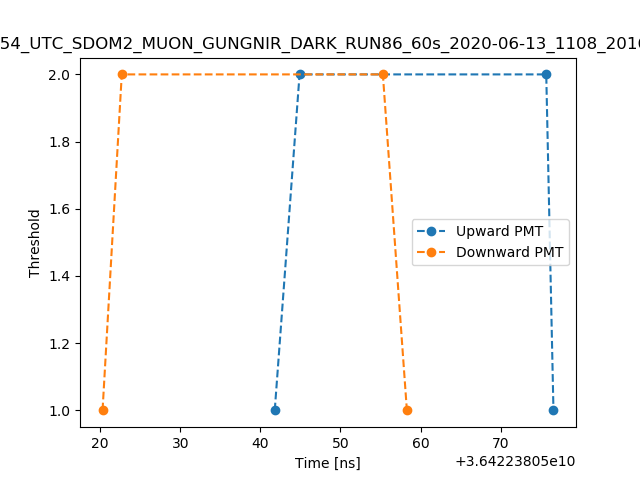 54_UTC_SDOM2_MUON_GUNGNIR_DARK_RUN86_60s_2020-06-13_1108_2016
2.0
1.8
1.6
1.4
1.2
1.0
Threshold
Upward PMT
Downward PMT
20 30 40 50 60 70
Time [ns]
+3.64223805e10